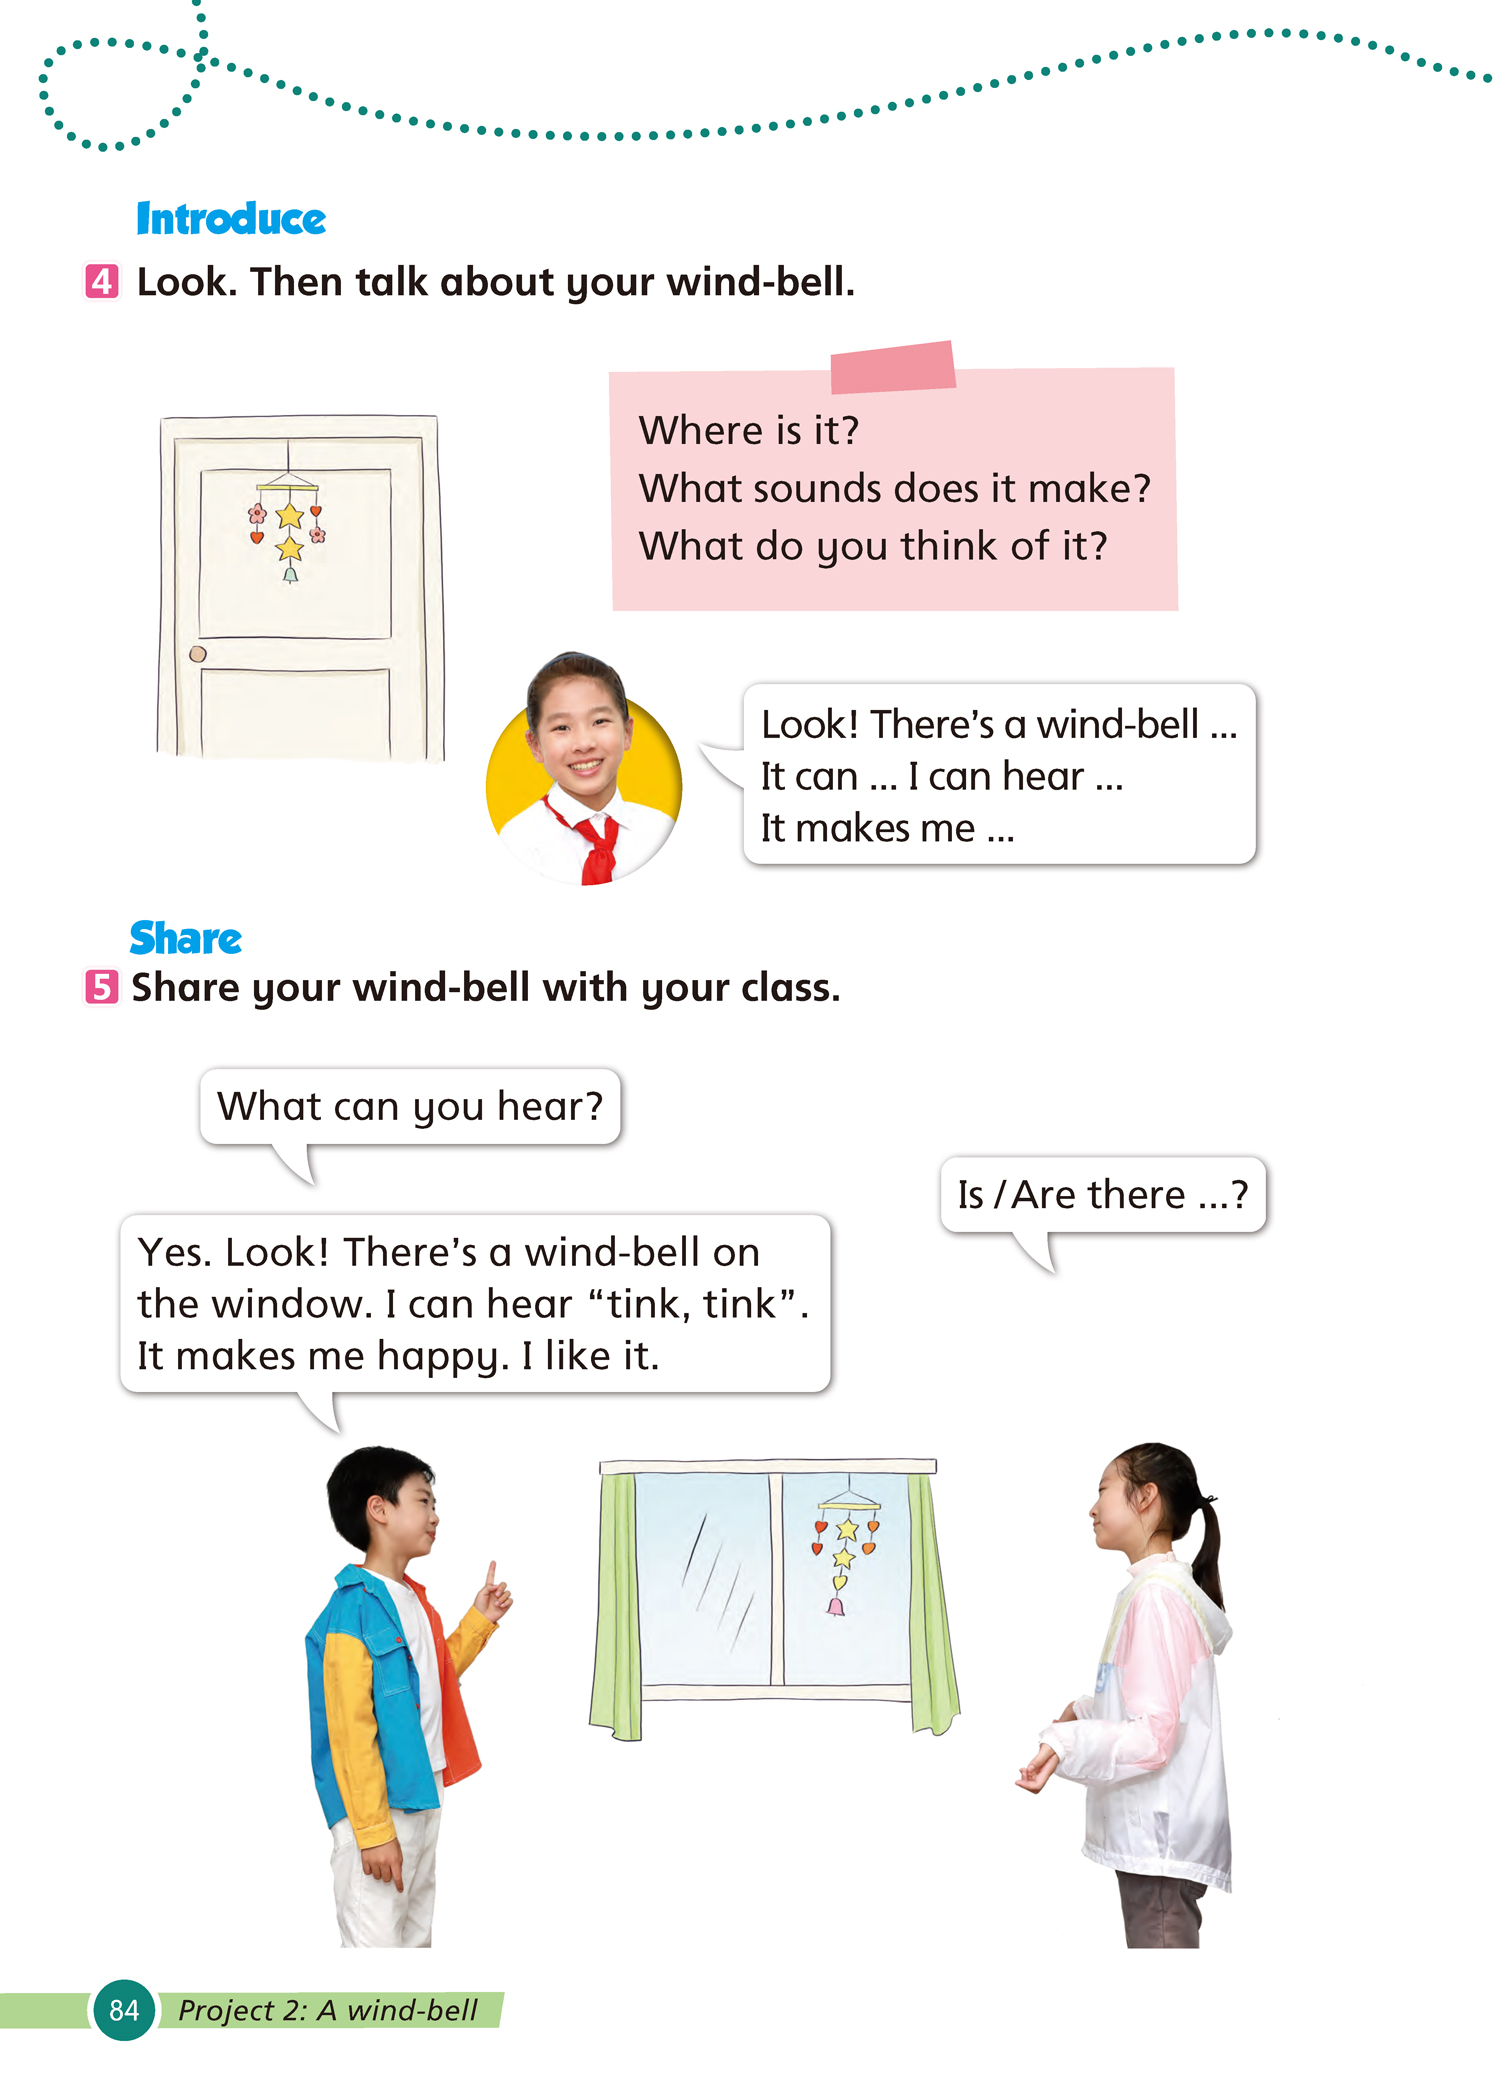 Introduce
4 Look. Then talk about your wind-bell.
Where is it?
What sounds does it make?
What do you think of it?
Look! There’s a wind-bell ...
It can ... I can hear ...
It makes me ...
Share
5 Share your wind-bell with your class.
What can you hear?
Is / Are there ...?
Yes. Look! There’s a wind-bell on
the window. I can hear “tink, tink”.
It makes me happy. I like it.
84 Project 2: A wind-bell